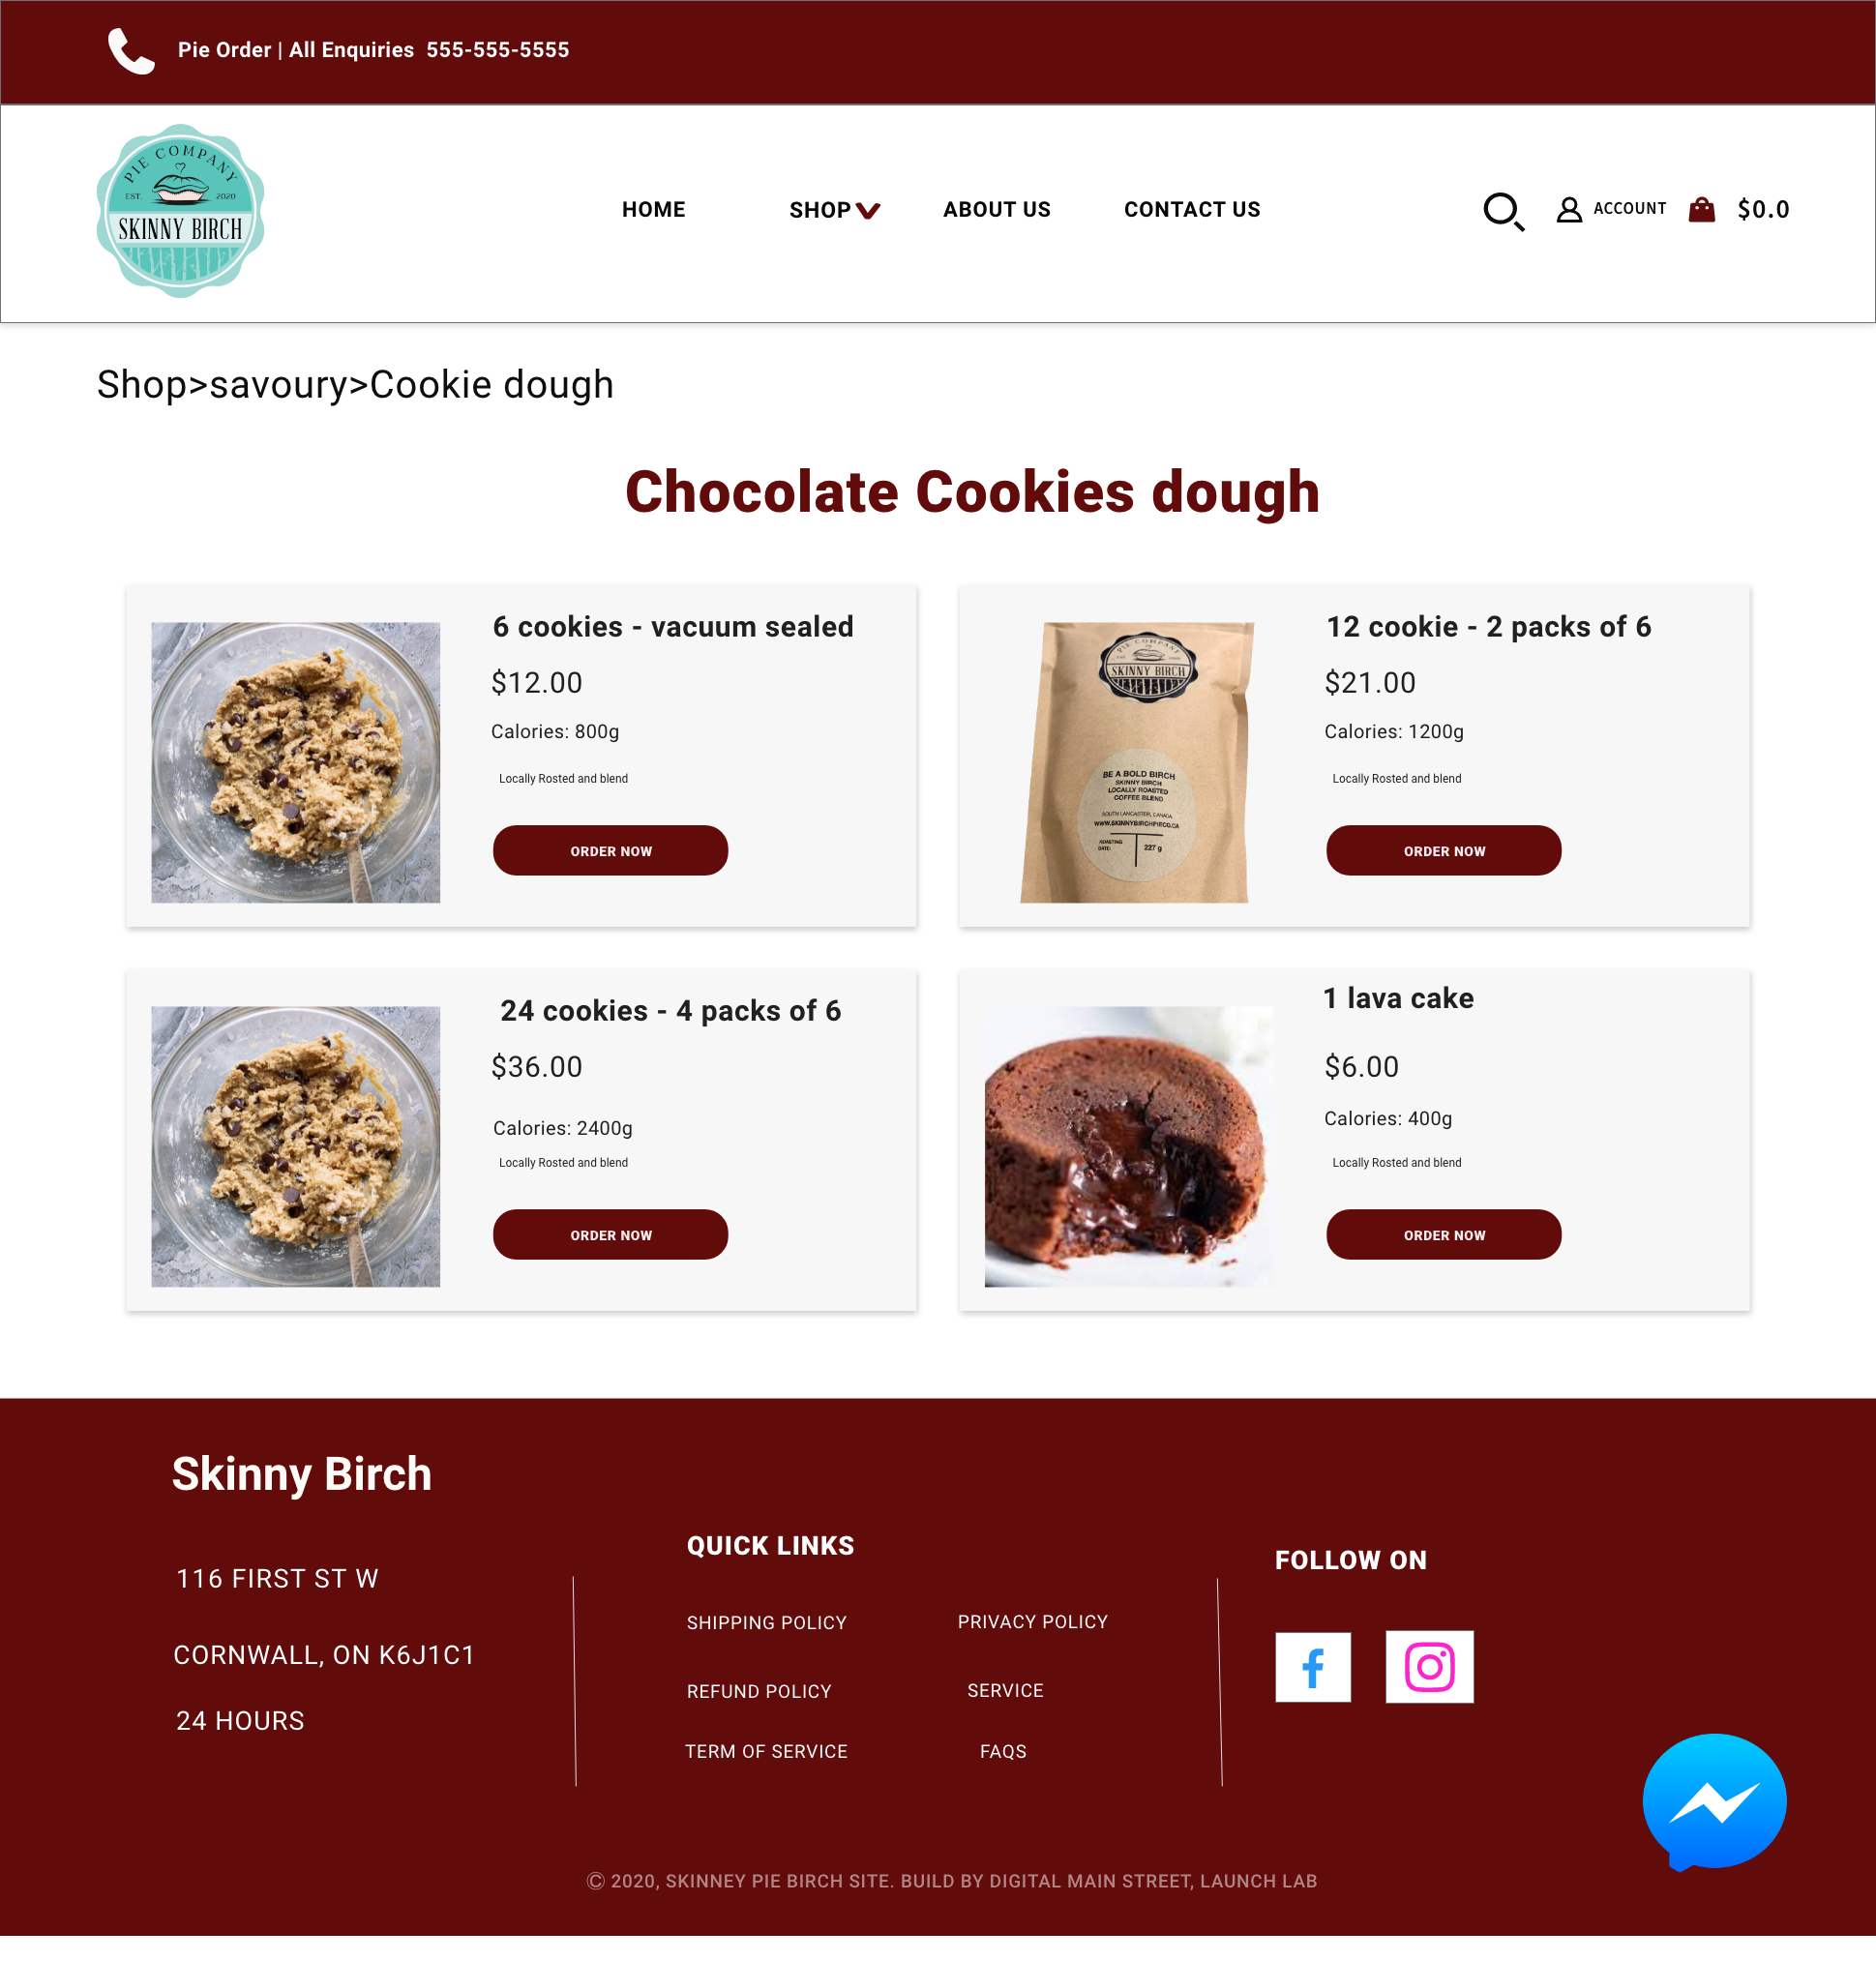 Pie Order | All Enquiries 555-555-5555
PIE COMPANY
EST. 2020
SKINNY BIRCH
HOME
SHOP
ABOUT US
CONTACT US
ACCOUNT
$0.0
Shop>savoury>Cookie dough
Chocolate Cookies dough
6 cookies - vacuum sealed
$12.00
Calories: 800g
Locally Rosted and blend
ORDER NOW
PIE COMPANY
SKINNY BIRCH
BE A BOLD BIRCH
SKINNY BIRCH
LOCALLY ROASTED
COFFEE BLEND
SOUTH LANCASTER, CANADA
WWW.SKINNYBIRCHPIECO.CA
ROASTING
DATE:
227 g
12 cookie - 2 packs of 6
$21.00
Calories: 1200g
Locally Rosted and blend
ORDER NOW
24 cookies - 4 packs of 6
$36.00
Calories: 2400g
Locally Rosted and blend
ORDER NOW
1 lava cake
$6.00
Calories: 400g
Locally Rosted and blend
ORDER NOW
Skinny Birch
116 FIRST ST W
CORNWALL, ON K6J1C1
24 HOURS
QUICK LINKS
SHIPPING POLICY
PRIVACY POLICY
REFUND POLICY
SERVICE
TERM OF SERVICE
FAQS
FOLLOW ON
© 2020, SKINNEY PIE BIRCH SITE. BUILD BY DIGITAL MAIN STREET, LAUNCH LAB